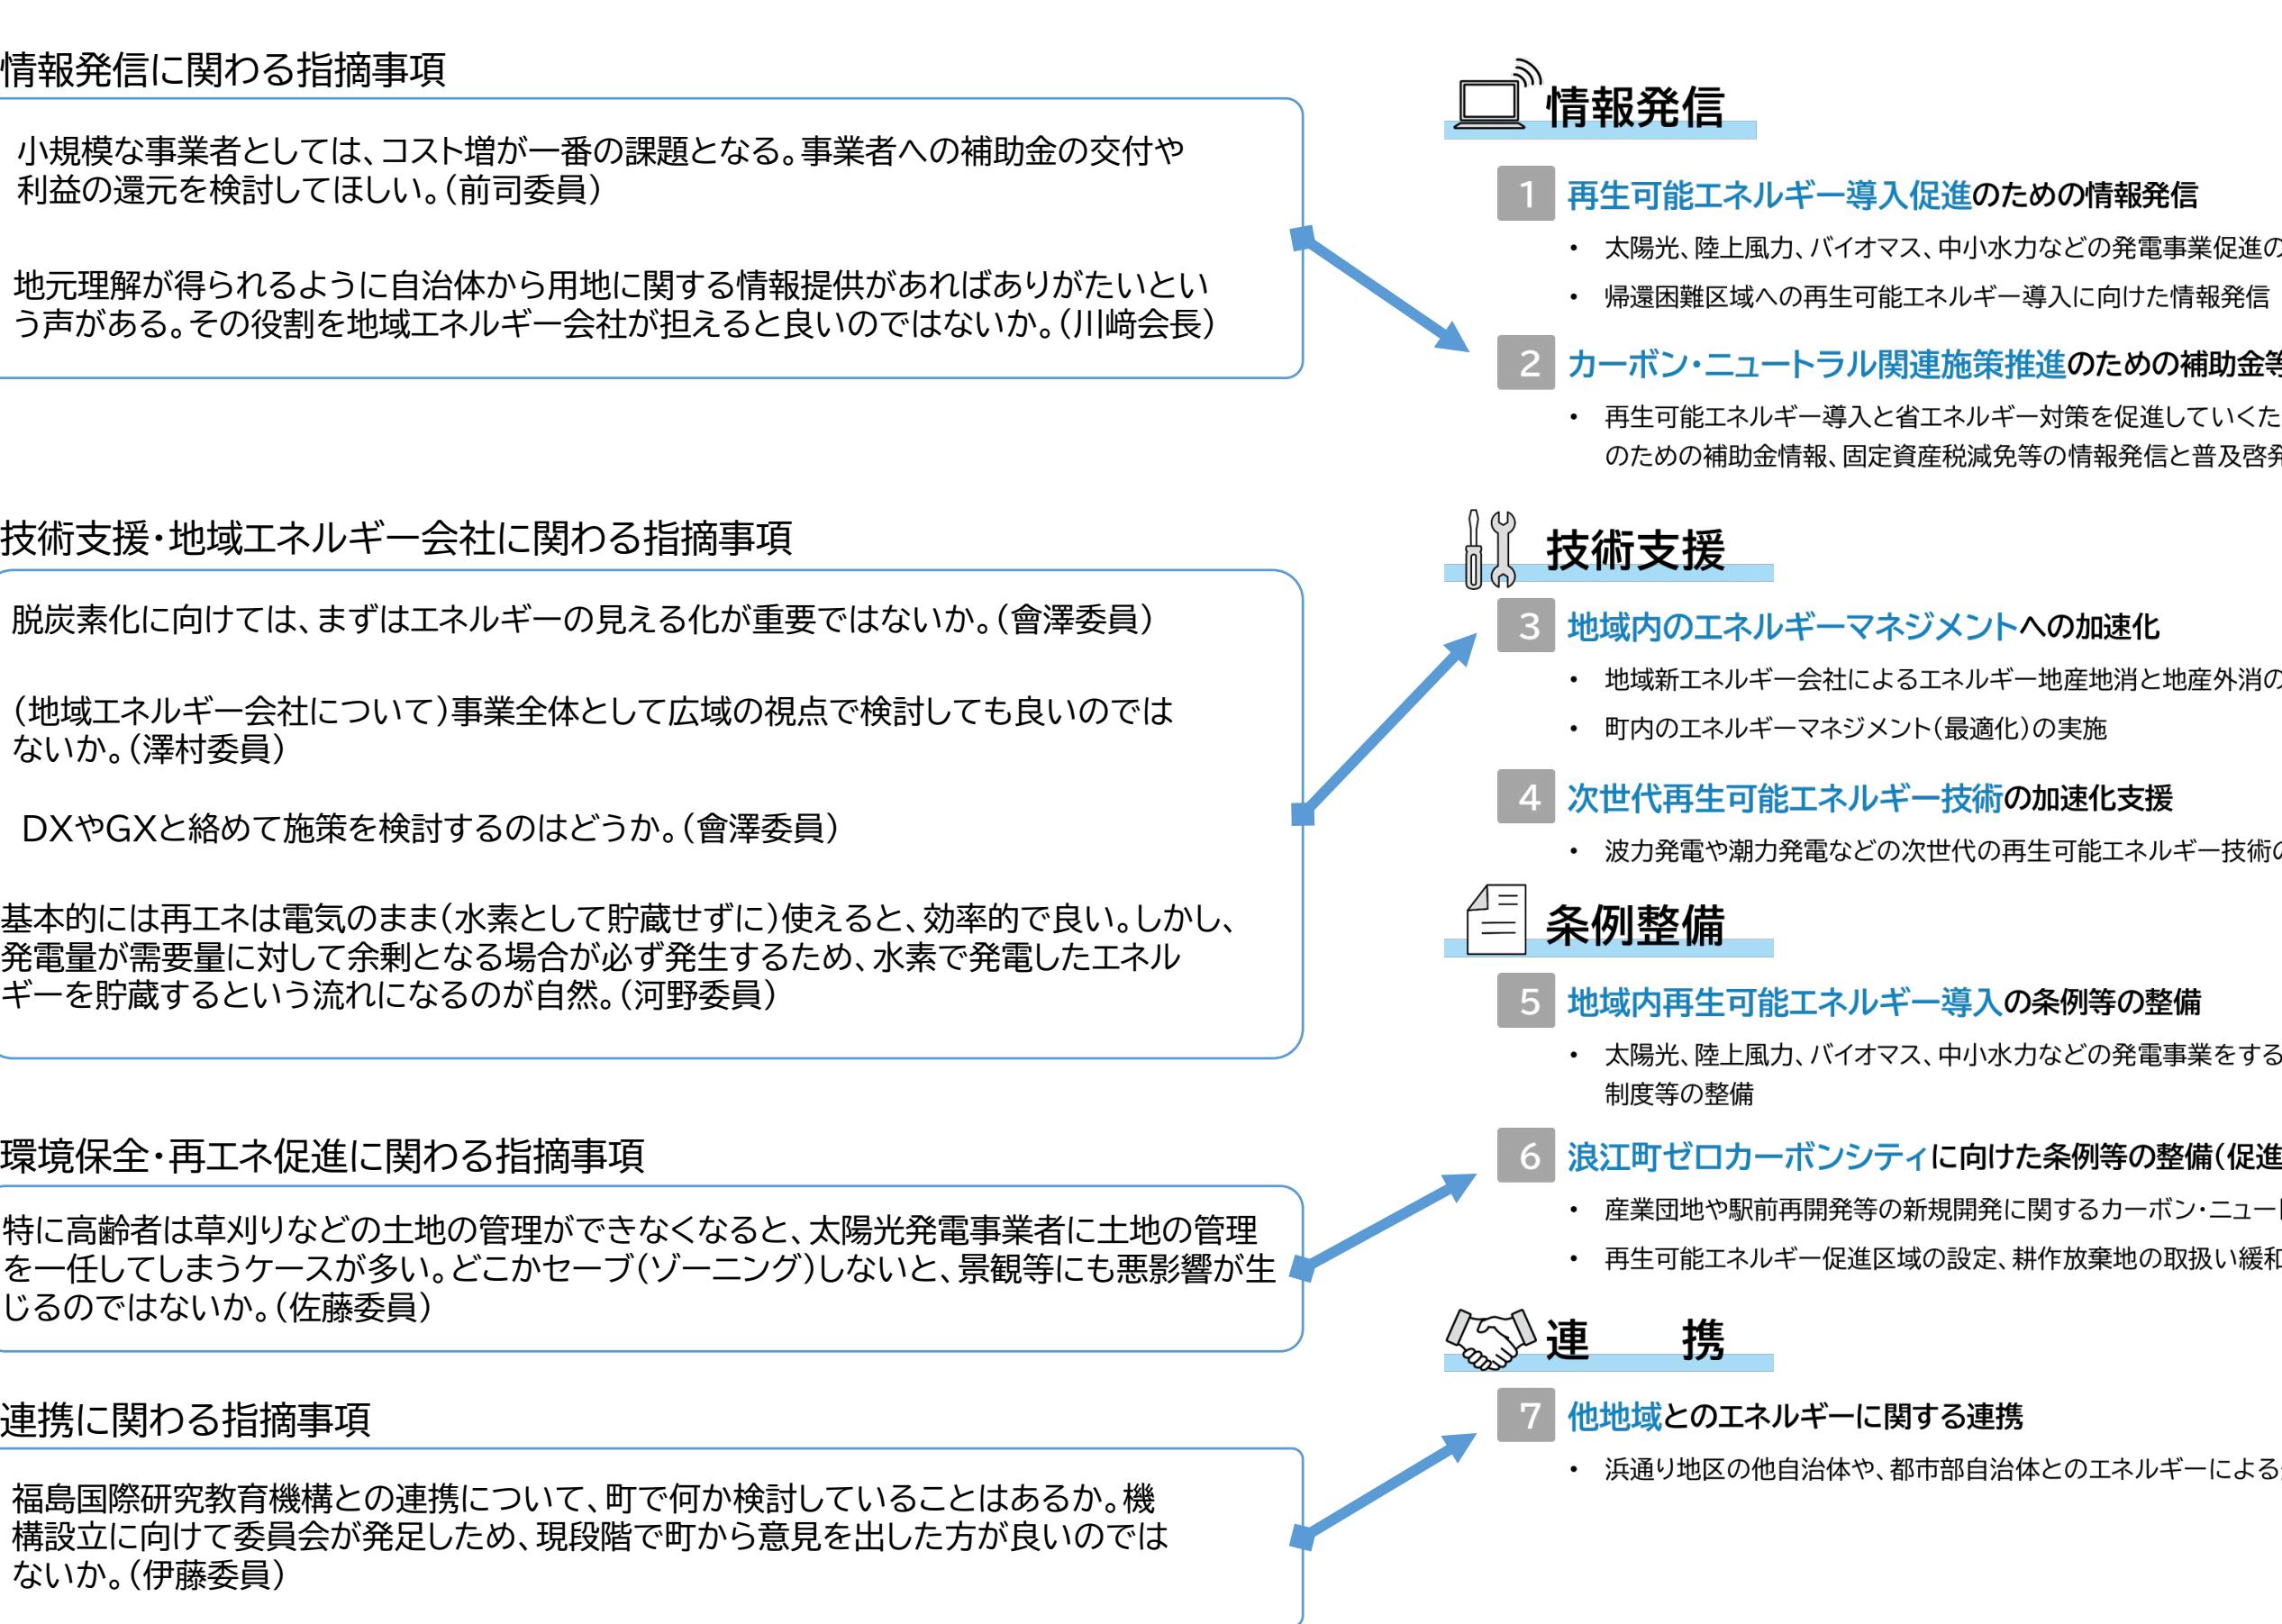 情報発信に関わる指摘事項
小規模な事業者としては、コスト増が一番の課題となる。事業者への補助金の交付や
利益の還元を検討してほしい。(前司委員)
地元理解が得られるように自治体から用地に関する情報提供があればありがたいとい
う声がある。その役割を地域エネルギー会社が担えると良いのではないか。(川﨑会長)
技術支援・地域エネルギー会社に関わる指摘事項
脱炭素化に向けては、まずはエネルギーの見える化が重要ではないか。(會澤委員)
(地域エネルギー会社について)事業全体として広域の視点で検討しても良いのでは
ないか。(澤村委員)
DXやGXと絡めて施策を検討するのはどうか。(會澤委員)
基本的には再エネは電気のまま(水素として貯蔵せずに)使えると、効率的で良い。しかし、
発電量が需要量に対して余剰となる場合が必ず発生するため、水素で発電したエネル
ギーを貯蔵するという流れになるのが自然。(河野委員)
環境保全・再エネ促進に関わる指摘事項
特に高齢者は草刈りなどの土地の管理ができなくなると、太陽光発電事業者に土地の管理
を一任してしまうケースが多い。どこかセーブ(ゾーニング)しないと、景観等にも悪影響が生
じるのではないか。(佐藤委員)
連携に関わる指摘事項
福島国際研究教育機構との連携について、町で何か検討していることはあるか。機
構設立に向けて委員会が発足しため、現段階で町から意見を出した方が良いのでは
ないか。(伊藤委員)
情報発信
1 再生可能エネルギー導入促進のための情報発信
• 太陽光、陸上風力、バイオマス、中小水力などの発電事業促進の
• 帰還困難区域への再生可能エネルギー導入に向けた情報発信
2 カーボン・ニュートラル関連施策推進のための補助金等
• 再生可能エネルギー導入と省エネルギー対策を促進していくた
のための補助金情報、固定資産税減免等の情報発信と普及啓発
技術支援
3 地域内のエネルギーマネジメントへの加速化
• 地域新エネルギー会社によるエネルギー地産地消と地産外消の
• 町内のエネルギーマネジメント(最適化)の実施
4 次世代再生可能エネルギー技術の加速化支援
• 波力発電や潮力発電などの次世代の再生可能エネルギー技術の
条例整備
5 地域内再生可能エネルギー導入の条例等の整備
• 太陽光、陸上風力、バイオマス、中小水力などの発電事業をする
制度等の整備
6 浪江町ゼロカーボンシティに向けた条例等の整備(促進
• 産業団地や駅前再開発等の新規開発に関するカーボン・ニュート
• 再生可能エネルギー促進区域の設定、耕作放棄地の取扱い緩和
連 携
7 他地域とのエネルギーに関する連携
• 浜通り地区の他自治体や、都市部自治体とのエネルギーによる